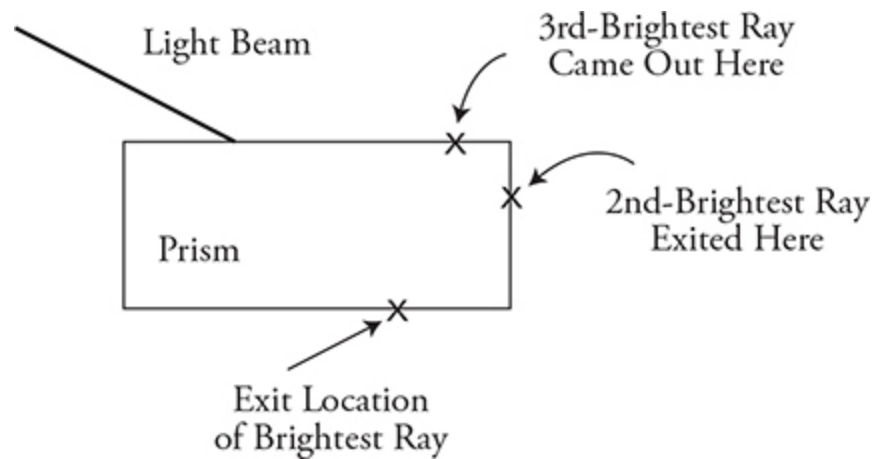 Light Beam
3rd-Brightest Ray
Came Out Here
2nd-Brightest Ray
Exited Here
Prism
Exit Location
of Brightest Ray